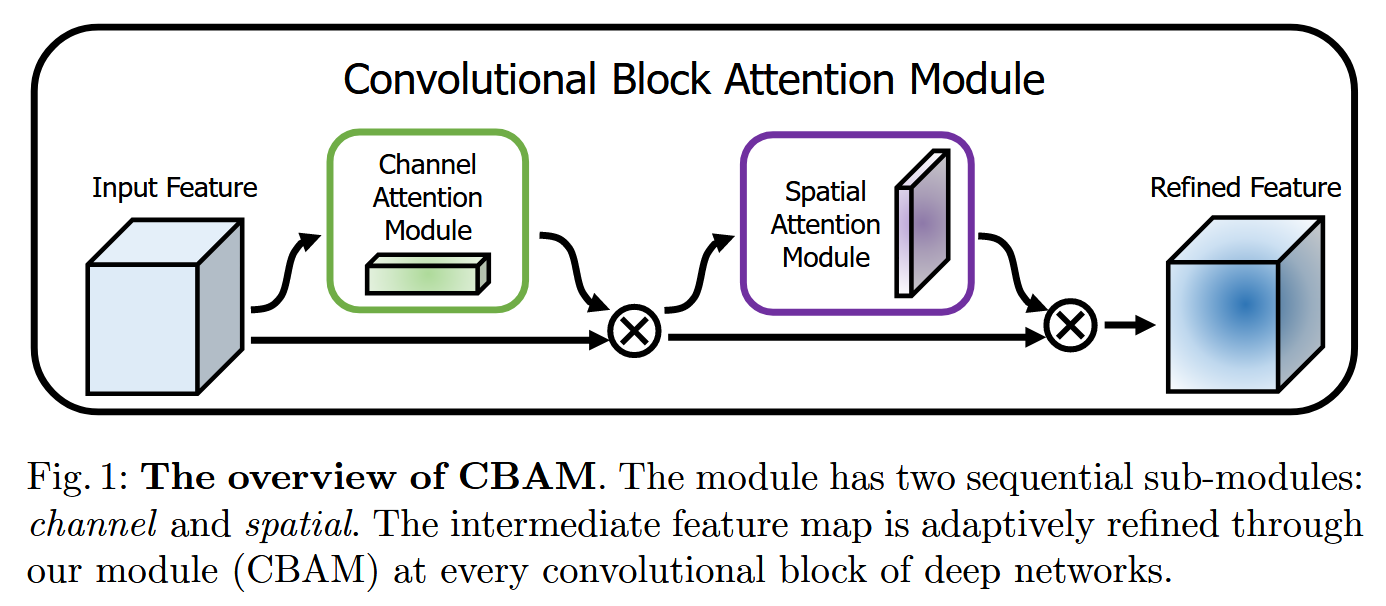 Convolutional Block Attention Module
Input Feature
Channel
Attention
Module
Spatial
Attention
Module
Refined Feature
Fig. 1: The overview of CBAM. The module has two sequential sub-modules:
channel and spatial. The intermediate feature map is adaptively refined through
our module (CBAM) at every convolutional block of deep networks.